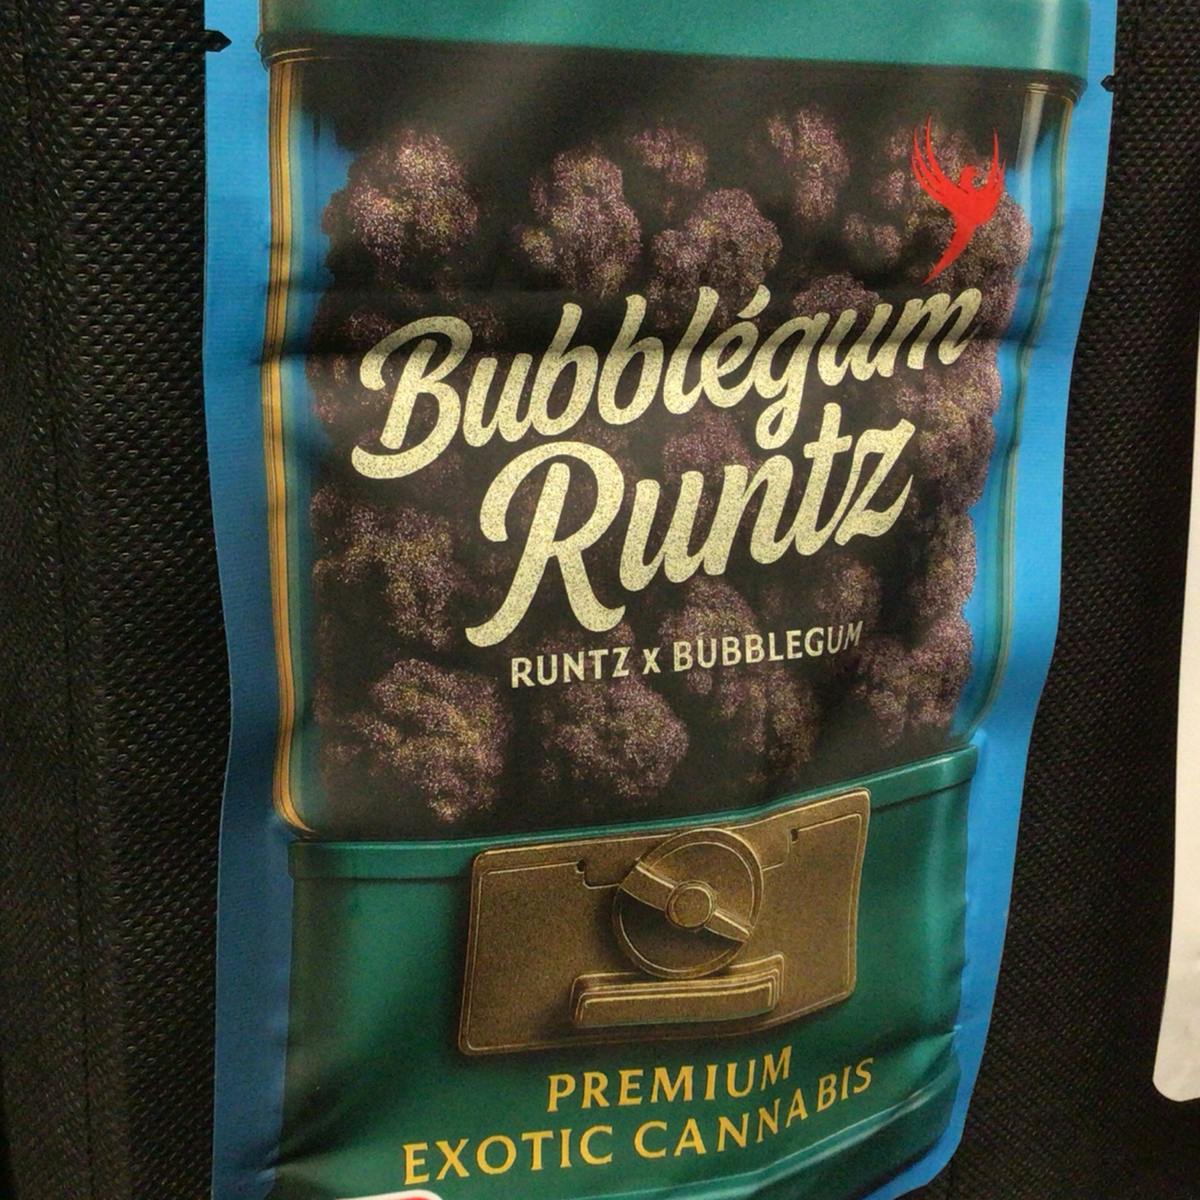 Bubblégum
Runtz
RUNTZ x BUBBLEGUM
PREMIUM
EXOTIC CANNABIS